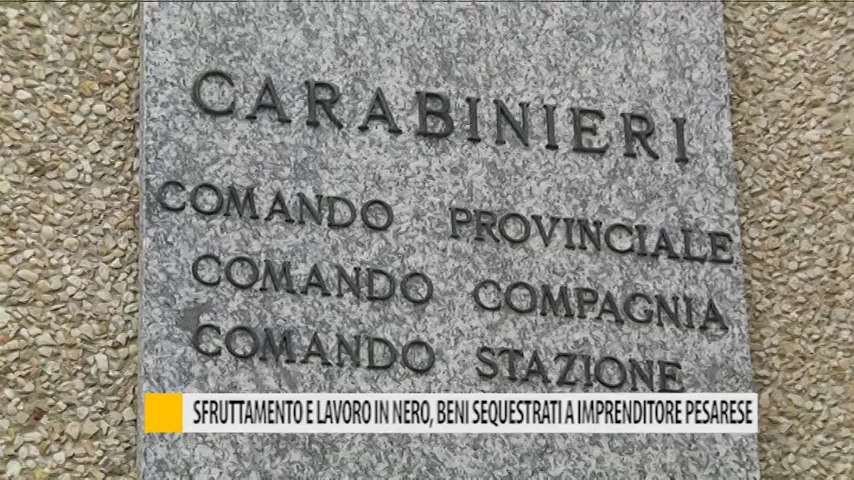 CARABINIERI
COMANDO PROVINCIALE
COMANDO COMPAGNIA
COMANDO STAZIONE
SFRUTTAMENTO E LAVORO IN NERO, BENI SEQUESTRATI A IMPRENDITORE PESARESE